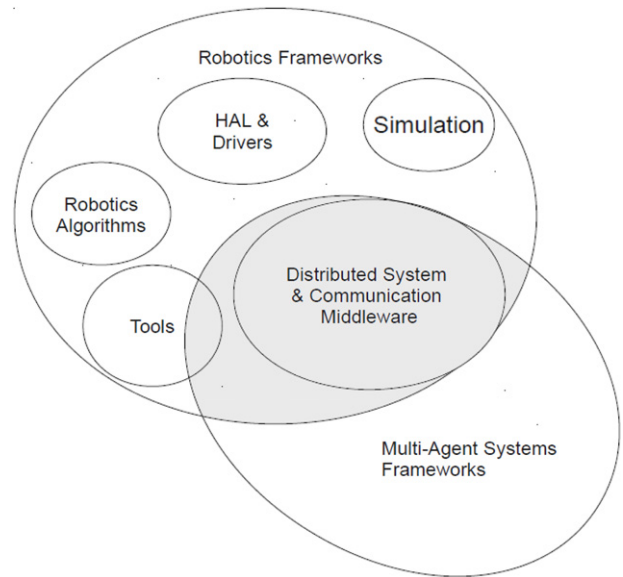 Robotics Frameworks
HAL &
Drivers
Simulation
Robotics
Algorithms
Distributed System
& Communication
Middleware
Tools
Multi-Agent Systems
Frameworks